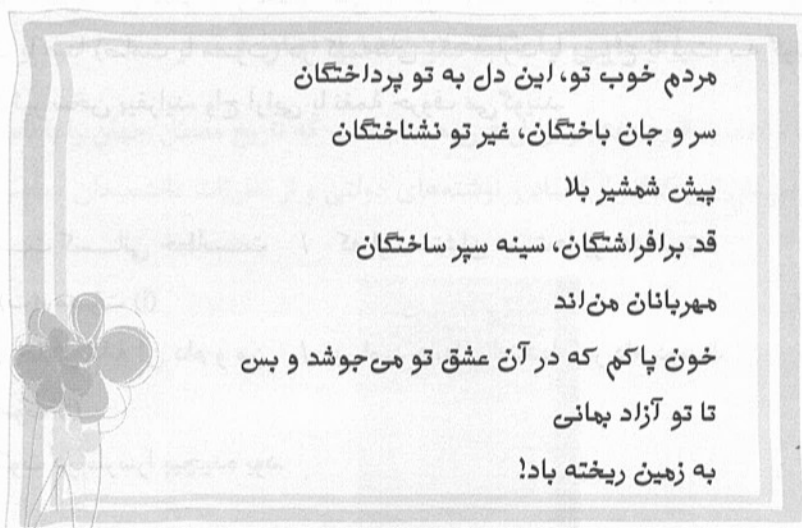 مردم خوب تو، این دل به تو پرداختگان
سر و جان باختگان، غیر تو نشناختگان
پیش شمشیر بلا
قد برافراشتگان، سینه سپر ساختگان
مهربانان من‌اند
خون پاکم که در آن عشق تو می‌جوشد و بس
تا تو آزاد بمانی
به زمین ریخته باد!